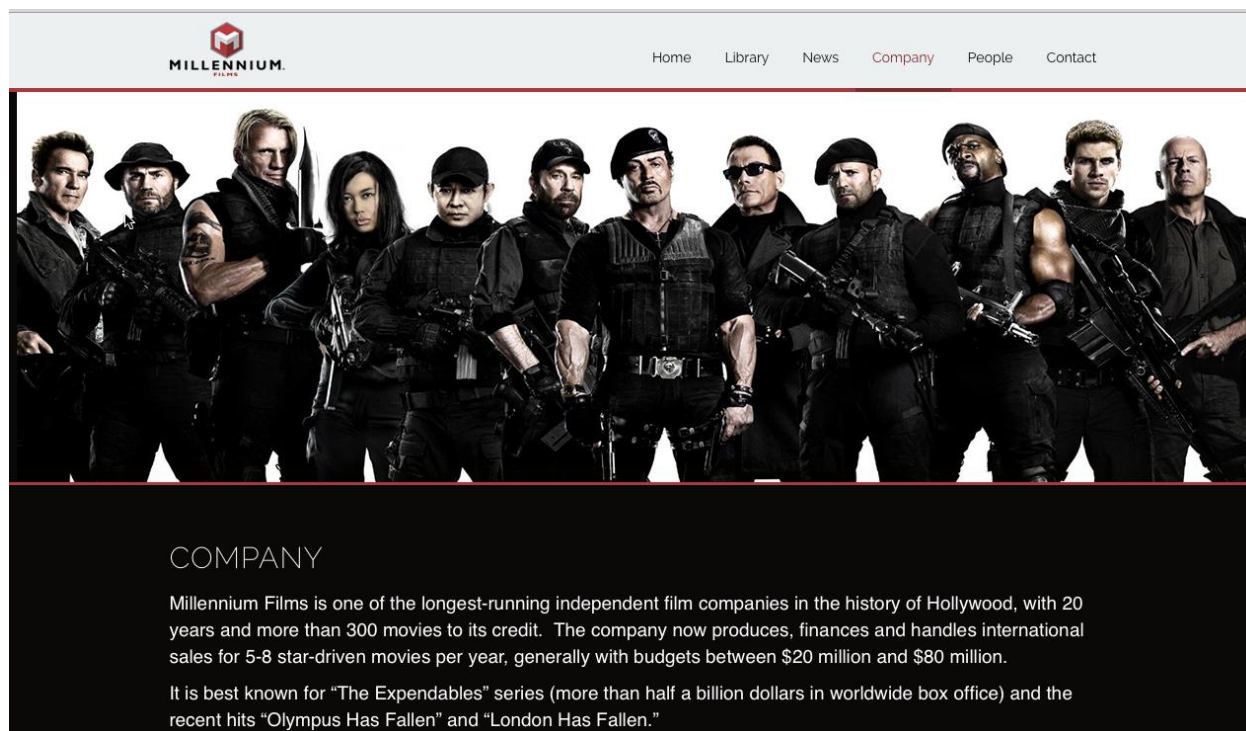 MILLENNIUM.
FILMS
Home Library News Company People Contact
COMPANY
Millennium Films is one of the longest-running independent film companies in the history of Hollywood, with 20
years and more than 300 movies to its credit.  The company now produces, finances and handles international
sales for 5-8 star-driven movies per year, generally with budgets between $20 million and $80 million.
It is best known for “The Expendables” series (more than half a billion dollars in worldwide box office) and the
recent hits “Olympus Has Fallen” and “London Has Fallen.”